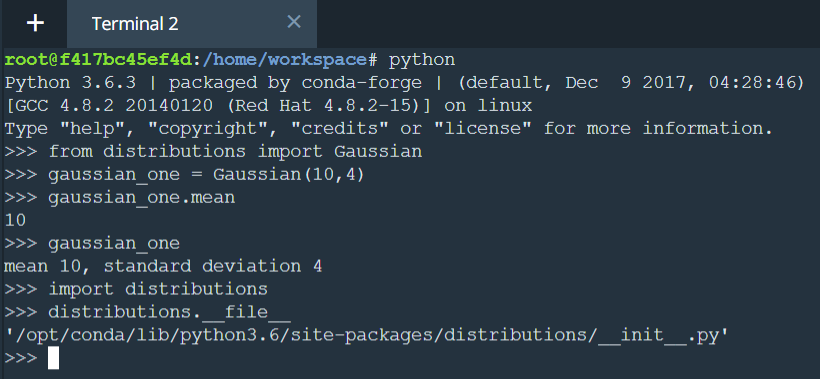 + Terminal 2 ×
root@f417bc45ef4d:/home/workspace# python
Python 3.6.3 | packaged by conda-forge | (default, Dec  9 2017, 04:28:46)
[GCC 4.8.2 20140120 (Red Hat 4.8.2-15)] on linux
Type "help", "copyright", "credits" or "license" for more information.
>>> from distributions import Gaussian
>>> gaussian_one = Gaussian(10,4)
>>> gaussian_one.mean
10
>>> gaussian_one
mean 10, standard deviation 4
>>> import distributions
>>> distributions.__file__
'/opt/conda/lib/python3.6/site-packages/distributions/__init__.py'
>>>